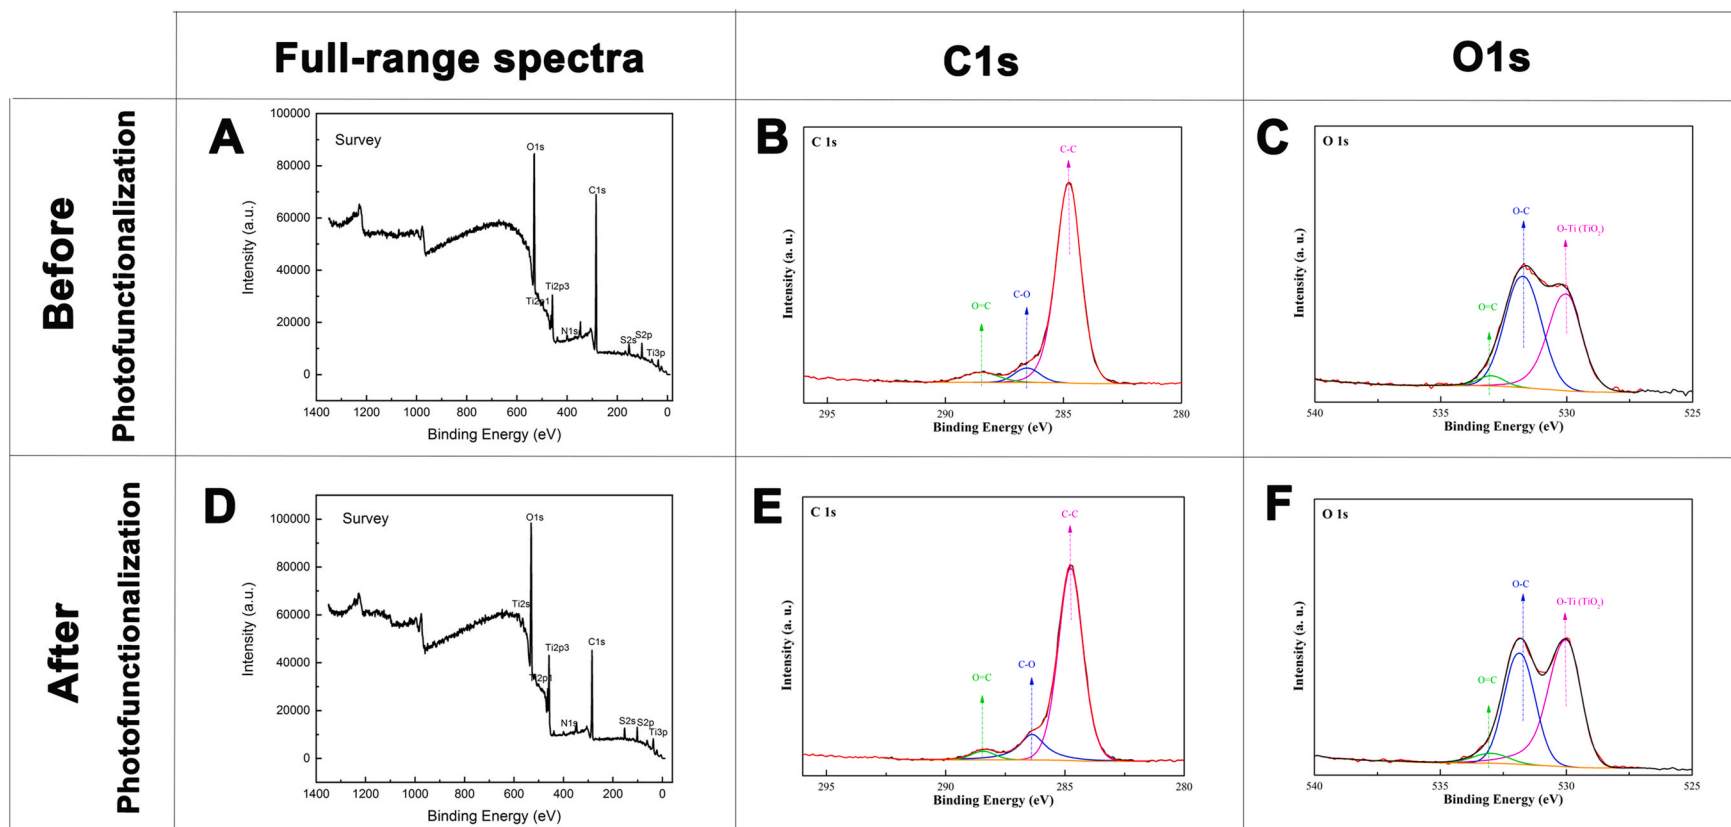 Full-range spectra
C1s
O1s
Before
Photofunctionalization
A
Survey
O1s
C1s
Ti2p3
Ti2p1
N1s
S2s
S2p
Ti3p
100000
80000
60000
40000
20000
0
Intensity (a.u.)
1400 1200 1000 800 600 400 200 0
Binding Energy (eV)
B
C 1s
C-C
C-O
O=C
Intensity (a. u.)
295 290 285 280
Binding Energy (eV)
C
O 1s
O-C
O-Ti (TiO2)
O=C
Intensity (a. u.)
540 535 530 525
Binding Energy (eV)
After
Photofunctionalization
D
Survey
O1s
Ti2s
Ti2p3
C1s
Ti2p1
N1s
S2s
S2p
Ti3p
100000
80000
60000
40000
20000
0
Intensity (a.u.)
1400 1200 1000 800 600 400 200 0
Binding Energy (eV)
E
C 1s
C-C
C-O
O=C
Intensity (a. u.)
295 290 285 280
Binding Energy (eV)
F
O 1s
O-C
O-Ti (TiO2)
O=C
Intensity (a. u.)
540 535 530 525
Binding Energy (eV)